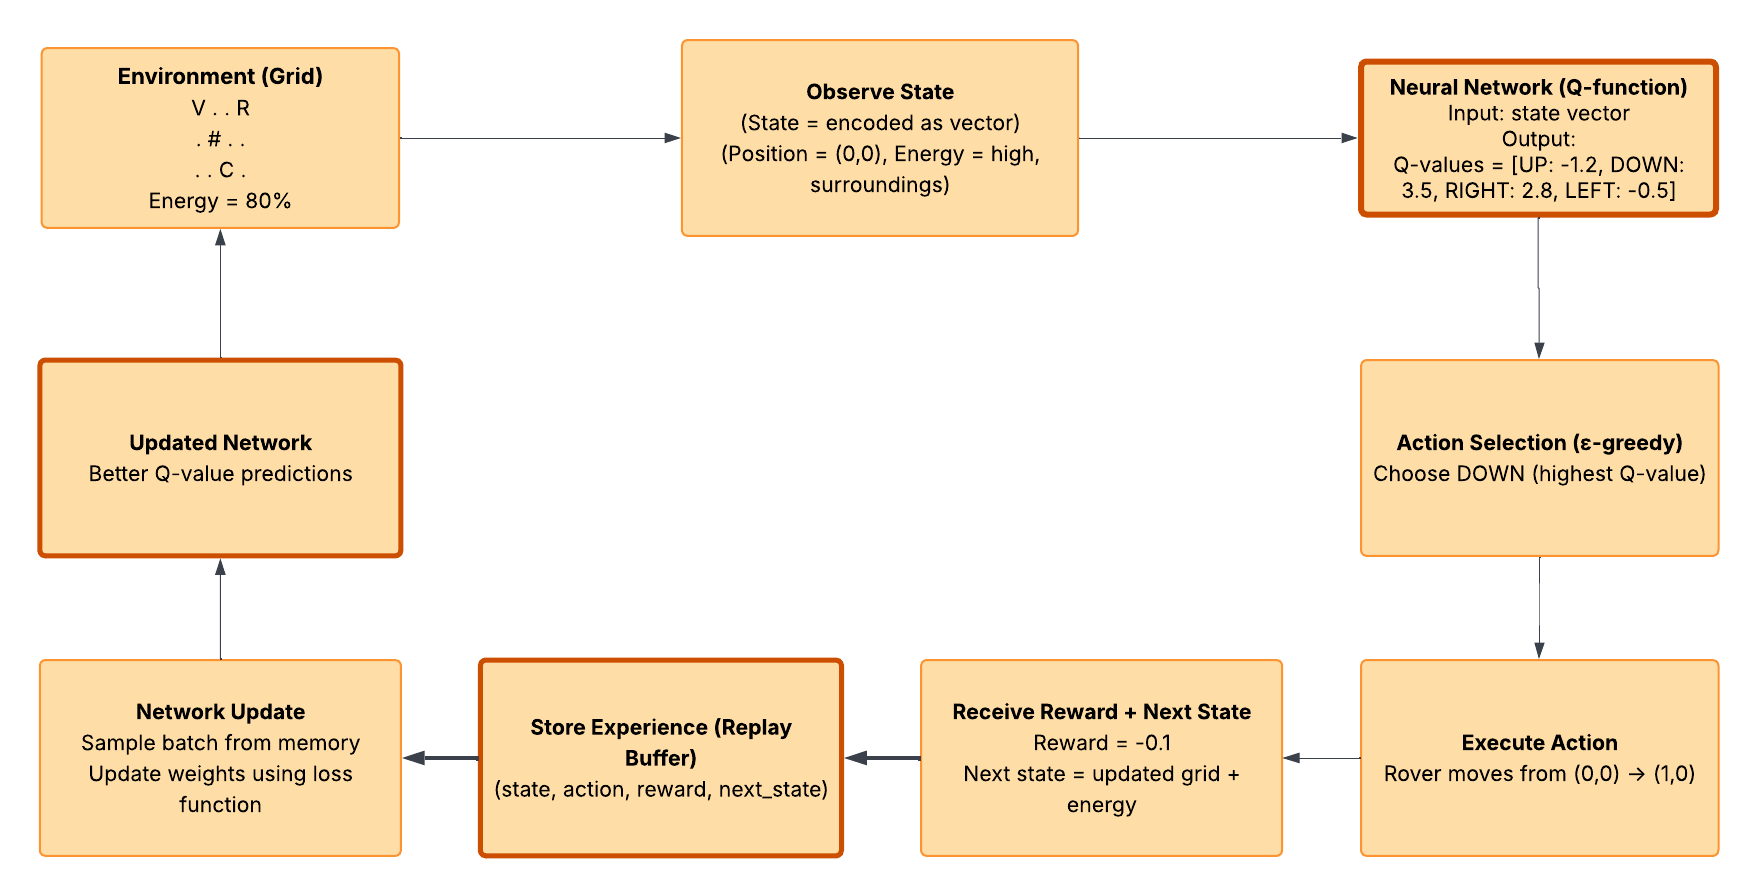 Environment (Grid)
V . . R
. # . .
. . C .
Energy = 80%
Observe State
(State = encoded as vector)
(Position = (0,0), Energy = high,
surroundings)
Neural Network (Q-function)
Input: state vector
Output:
Q-values = [UP: -1.2, DOWN:
3.5, RIGHT: 2.8, LEFT: -0.5]
Action Selection (ε-greedy)
Choose DOWN (highest Q-value)
Execute Action
Rover moves from (0,0) → (1,0)
Receive Reward + Next State
Reward = -0.1
Next state = updated grid +
energy
Store Experience (Replay
Buffer)
(state, action, reward, next_state)
Network Update
Sample batch from memory
Update weights using loss
function
Updated Network
Better Q-value predictions